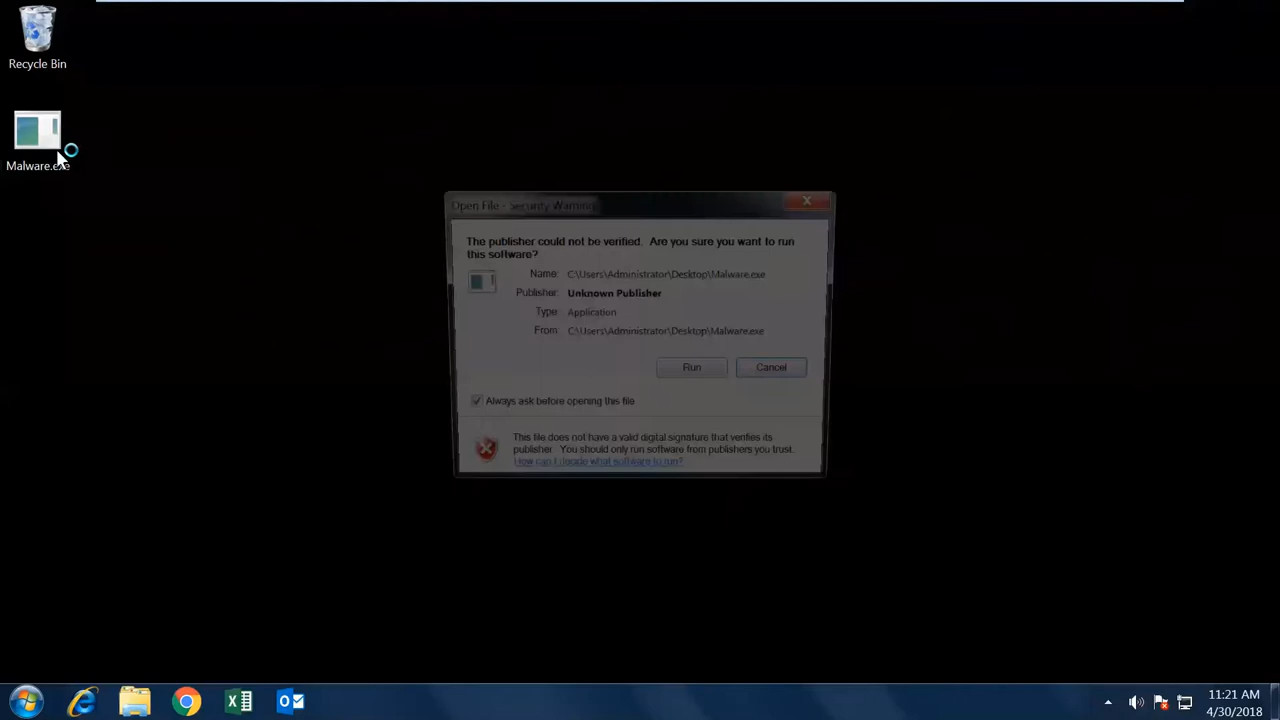 Recycle Bin
Malware.exe
Open File - Security Warning
The publisher could not be verified. Are you sure you want to run
this software?
Name: C:\Users\Administrator\Desktop\Malware.exe
Publisher: Unknown Publisher
Type: Application
From: C:\Users\Administrator\Desktop\Malware.exe
Run Cancel
Always ask before opening this file
This file does not have a valid digital signature that verifies its
publisher. You should only run software from publishers you trust.
How can I decide what software to run?
11:21 AM
4/30/2018